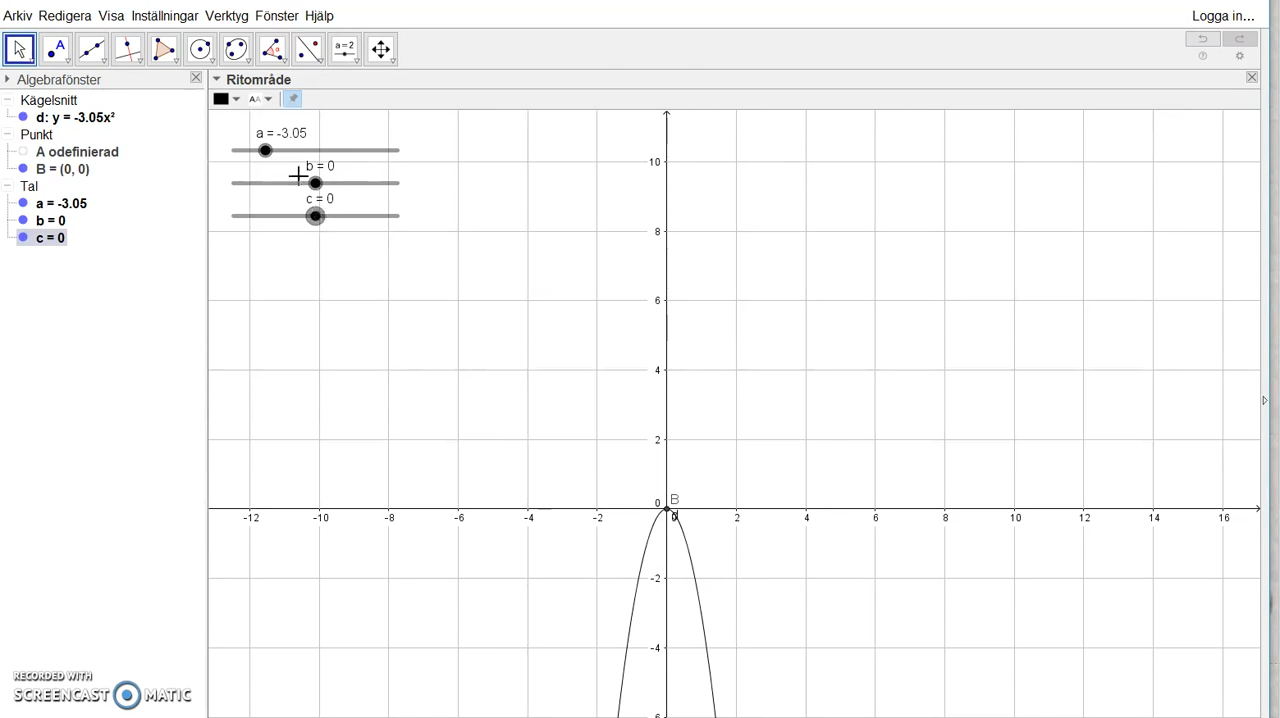 Arkiv Redigera Visa Inställningar Verktyg Fönster Hjälp Logga in...
A a=2
Algebrafönster Ritområde
AA
Kägelsnitt
d: y = -3.05x²
Punkt
A odefinierad
B = (0, 0)
Tal
a = -3.05
b = 0
c = 0
a = -3.05
b = 0
c = 0
10
8
6
4
2
0
B
-12 -10 -8 -6 -4 -2 2 4 6 8 10 12 14 16
-2
-4
-6
RECORDED WITH
SCREENCAST MATIC